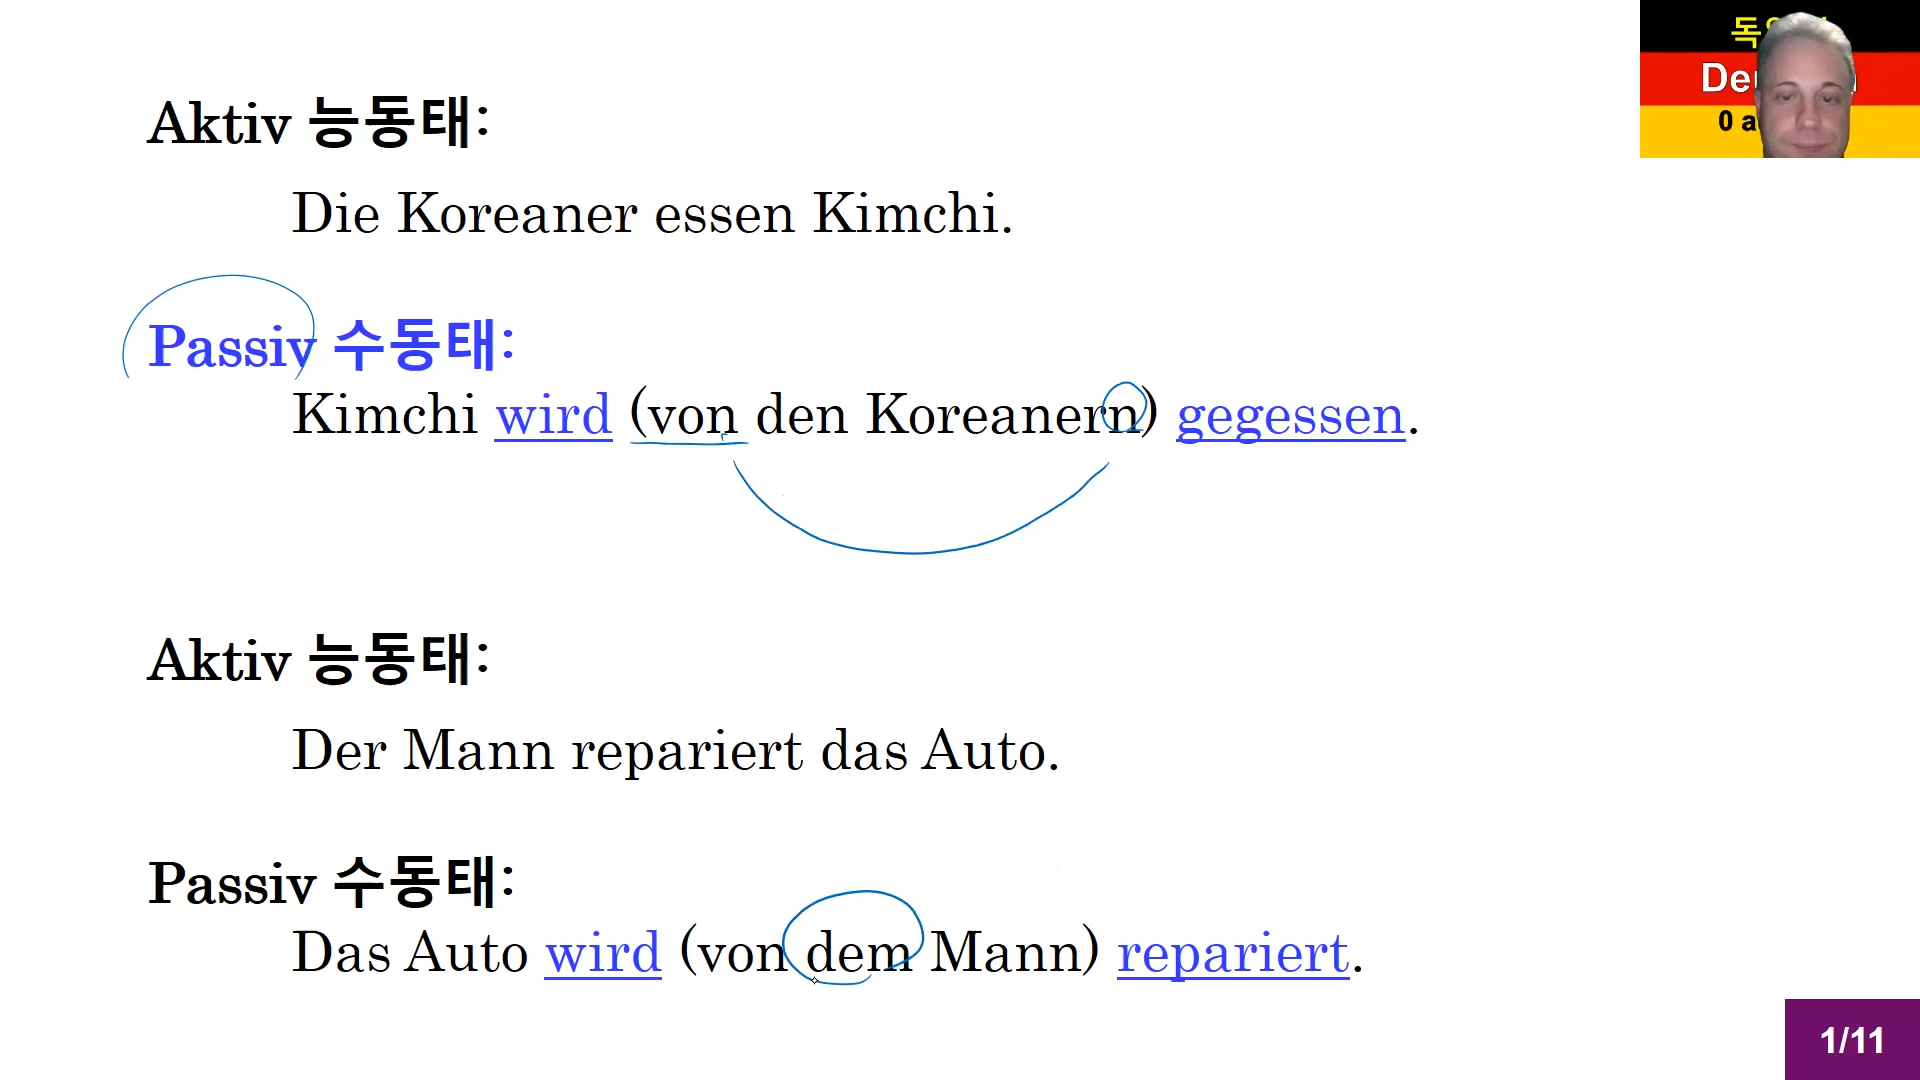 Aktiv 능동태:
Die Koreaner essen Kimchi.
Passiv 수동태:
Kimchi wird (von den Koreanern) gegessen.
Aktiv 능동태:
Der Mann repariert das Auto.
Passiv 수동태:
Das Auto wird (von dem Mann) repariert.
1/11